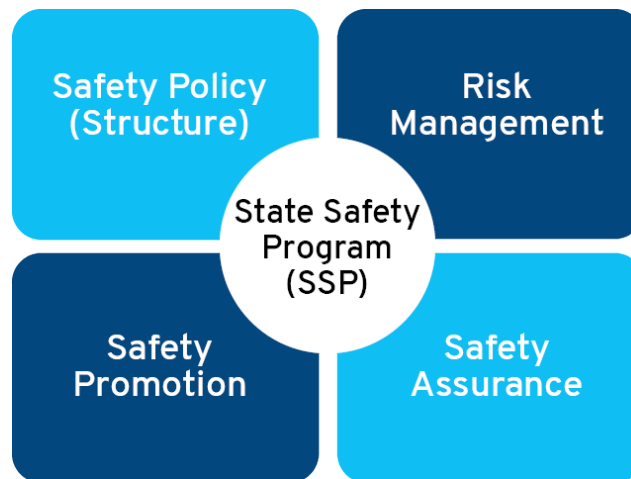 Safety Policy
(Structure)
Risk
Management
State Safety
Program
(SSP)
Safety
Promotion
Safety
Assurance